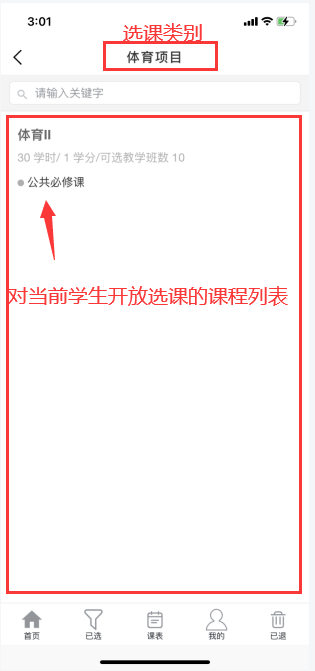 3:01
选课类别
体育项目
请输入关键字
体育II
30 学时/ 1 学分/可选教学班数 10
公共必修课
对当前学生开放选课的课程列表
首页 已选 课表 我的 已退